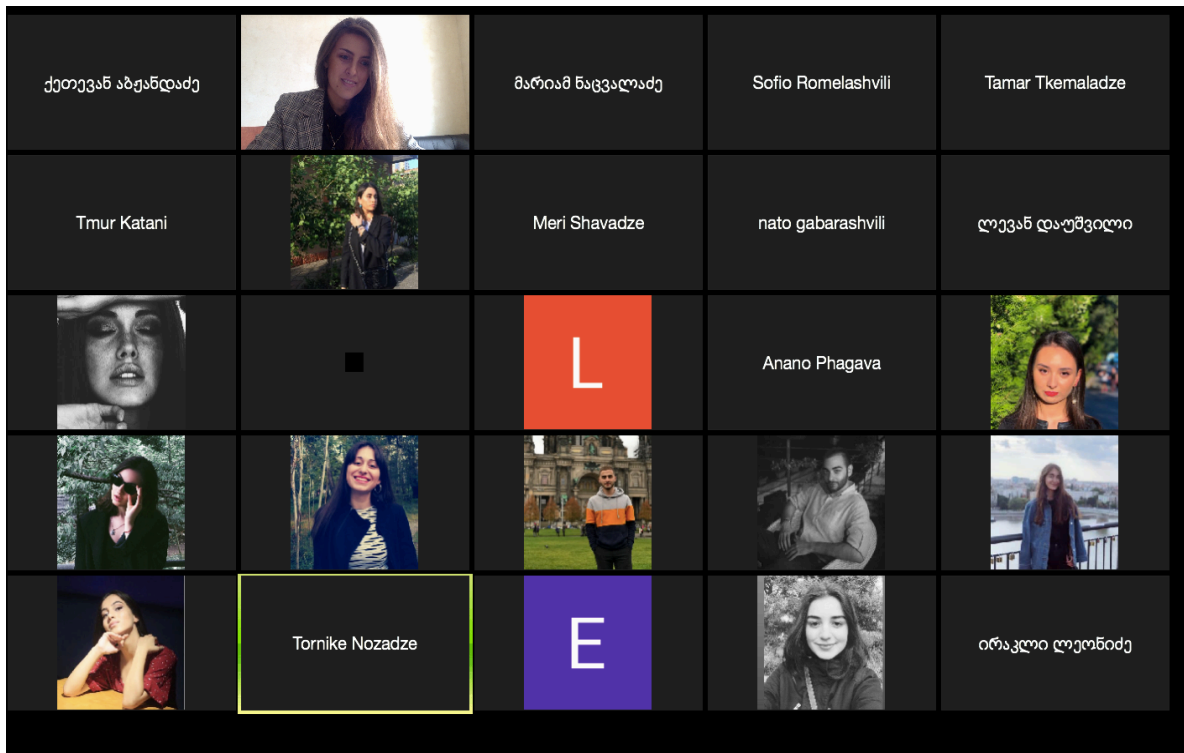 ქეთევან აბჟანდაძე
მარიამ ნაცვალაძე
Sofio Romelashvili
Tamar Tkemaladze
Tmur Katani
Meri Shavadze
nato gabarashvili
ლევან დაუშვილი
L
Anano Phagava
Tornike Nozadze
E
ირაკლი ლეონიძე